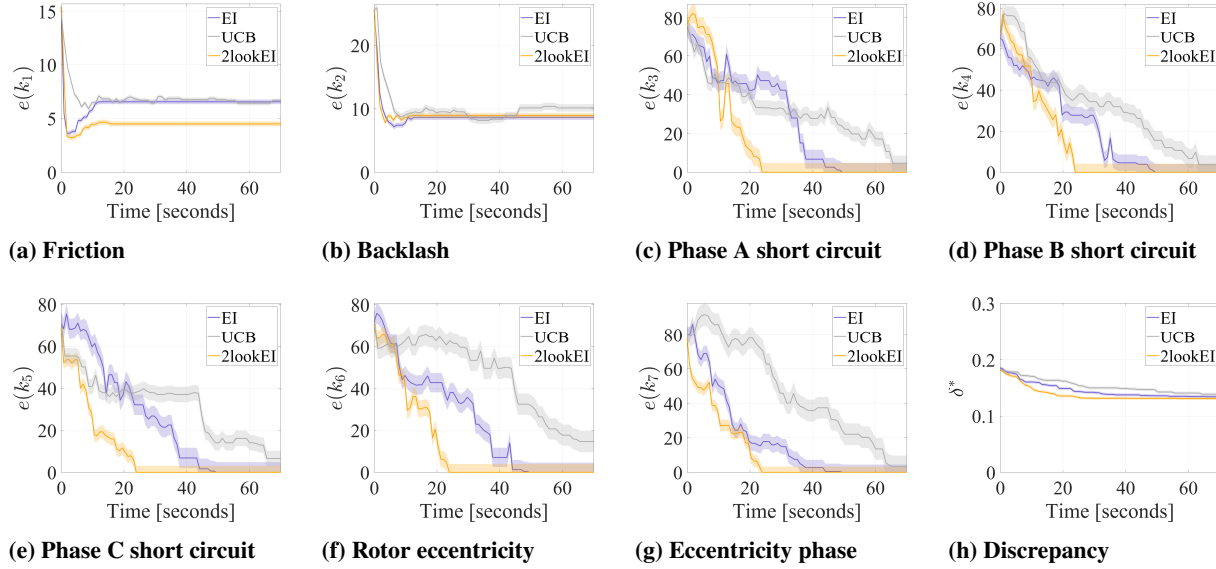 15
10
5
0
e(k₁)
EI
UCB
2lookEI
0 20 40 60
Time [seconds]
(a) Friction
20
10
0
e(k₂)
EI
UCB
2lookEI
0 20 40 60
Time [seconds]
(b) Backlash
80
60
40
20
0
e(k₃)
EI
UCB
2lookEI
0 20 40 60
Time [seconds]
(c) Phase A short circuit
80
60
40
20
0
e(k₄)
EI
UCB
2lookEI
0 20 40 60
Time [seconds]
(d) Phase B short circuit
80
60
40
20
0
e(k₅)
EI
UCB
2lookEI
0 20 40 60
Time [seconds]
(e) Phase C short circuit
80
60
40
20
0
e(k₆)
EI
UCB
2lookEI
0 20 40 60
Time [seconds]
(f) Rotor eccentricity
80
60
40
20
0
e(k₇)
EI
UCB
2lookEI
0 20 40 60
Time [seconds]
(g) Eccentricity phase
0.3
0.2
0.1
0
δ*
EI
UCB
2lookEI
0 20 40 60
Time [seconds]
(h) Discrepancy